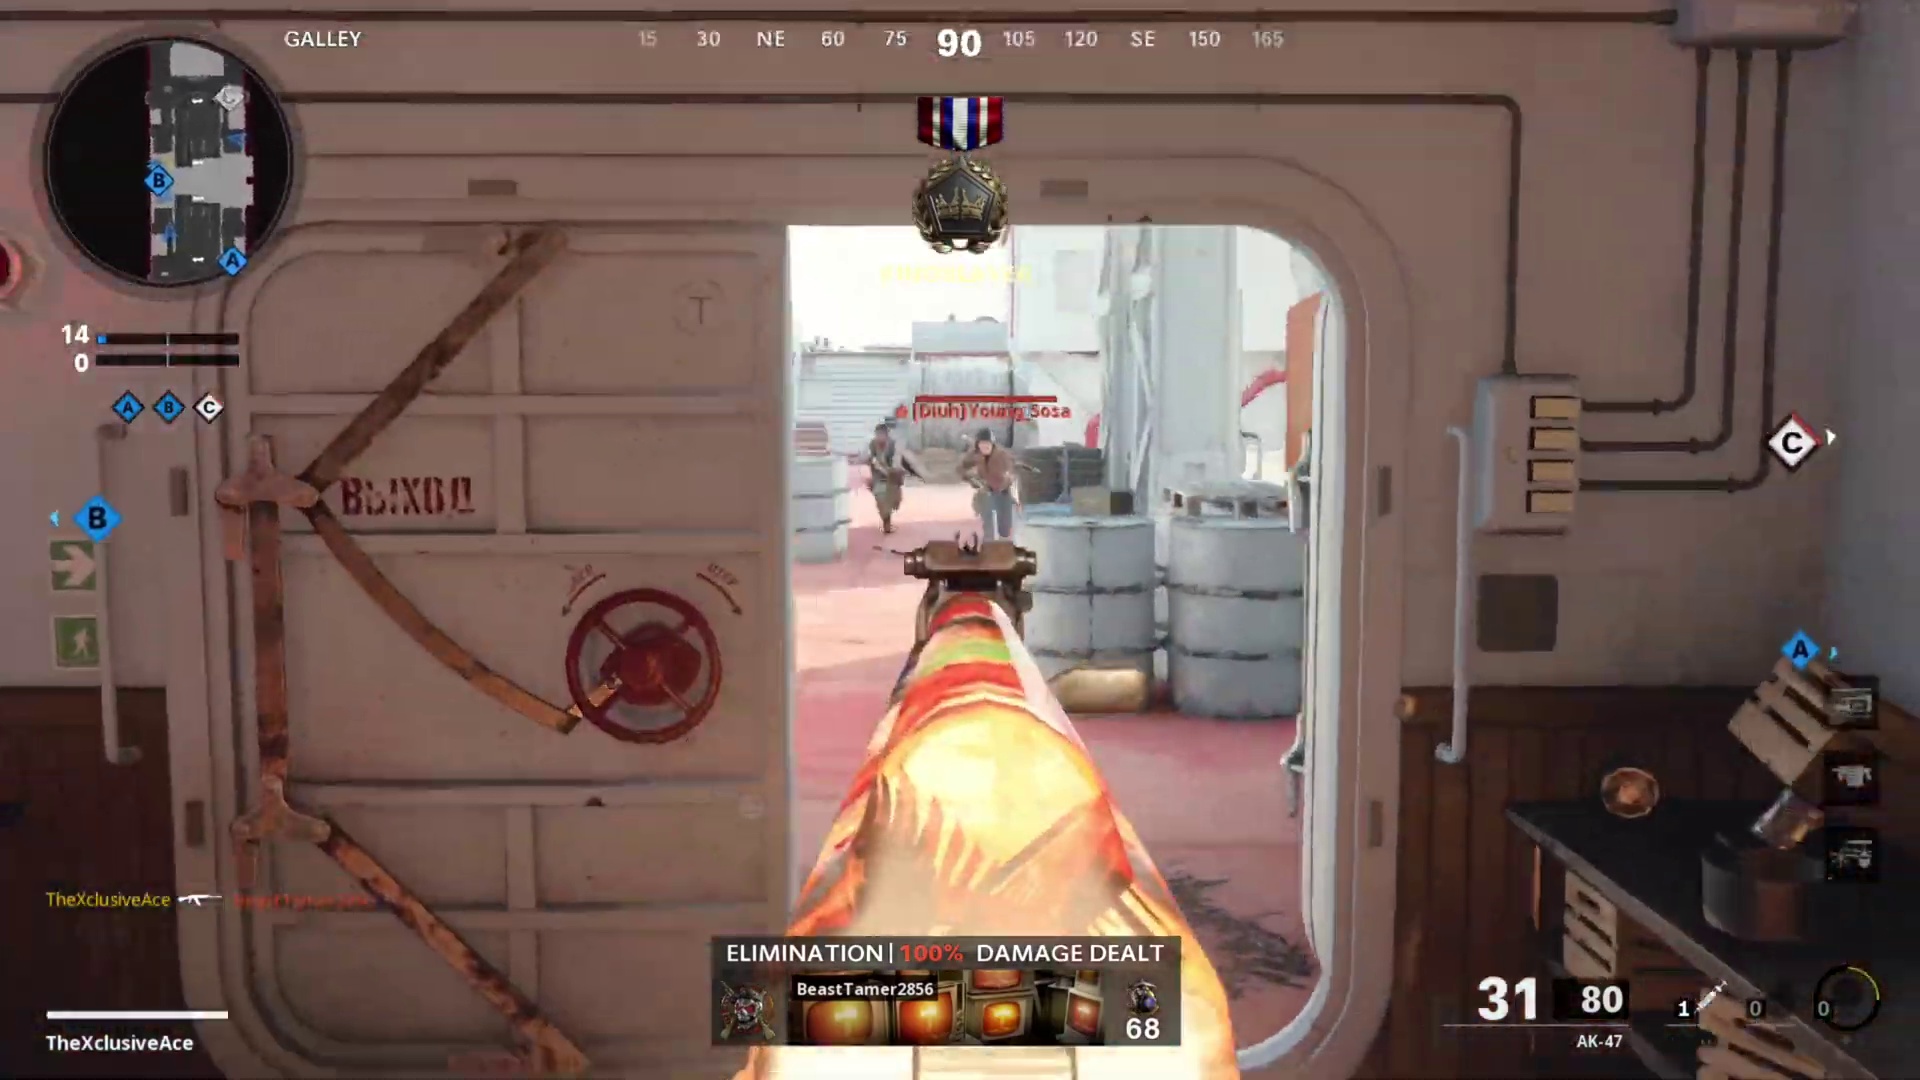 GALLEY
15 30 NE 60 75 90 105 120 SE 150 165
C
B
A
14
0
A B C
T
[Diuh]Young Sosa
C
B
ВЫХОД
A
TheXclusiveAce
ELIMINATION | 100% DAMAGE DEALT
BeastTamer2856
68
31 80
1 0 0
AK-47
TheXclusiveAce